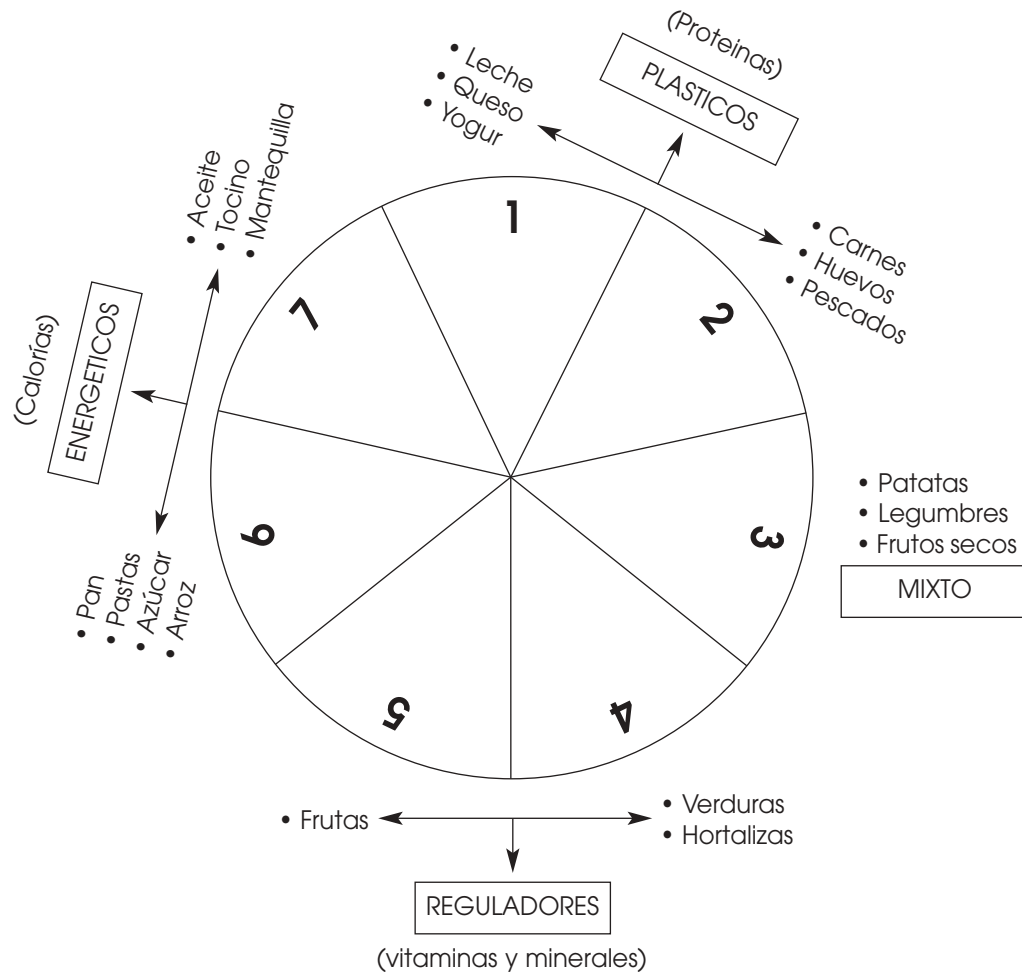 (Proteinas)
PLASTICOS
• Leche
• Queso
• Yogur
• Carnes
• Huevos
• Pescados
1
2
3
4
5
6
7
• Patatas
• Legumbres
• Frutos secos
MIXTO
• Verduras
• Hortalizas
• Frutas
REGULADORES
(vitaminas y minerales)
• Pan
• Pastas
• Azúcar
• Arroz
(Calorías)
ENERGETICOS
• Aceite
• Tocino
• Mantequilla